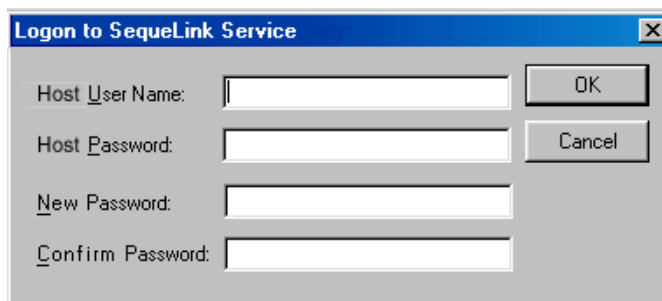 Logon to SequeLink Service
Host User Name:
OK
Host Password:
Cancel
New Password:
Confirm Password: